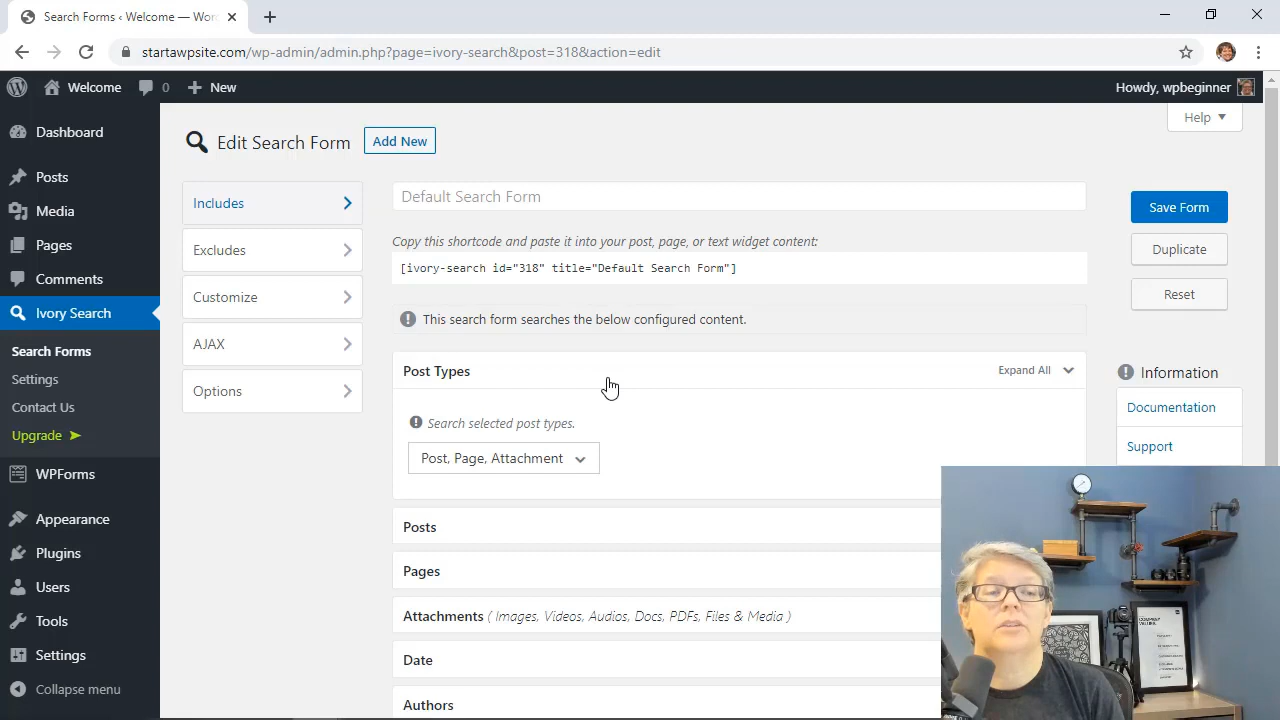 Search Forms ‹ Welcome — Wor
startawpsite.com/wp-admin/admin.php?page=ivory-search&post=318&action=edit
Welcome
0
New
Howdy, wpbeginner
Dashboard
Posts
Media
Pages
Comments
Ivory Search
Search Forms
Settings
Contact Us
Upgrade ➤
WPForms
Appearance
Plugins
Users
Tools
Settings
Collapse menu
Help
Edit Search Form
Add New
Includes
Excludes
Customize
AJAX
Options
Default Search Form
Copy this shortcode and paste it into your post, page, or text widget content:
[ivory-search id="318" title="Default Search Form"]
This search form searches the below configured content.
Post Types
Expand All
Search selected post types.
Post, Page, Attachment
Posts
Pages
Attachments ( Images, Videos, Audios, Docs, PDFs, Files & Media )
Date
Authors
Save Form
Duplicate
Reset
Information
Documentation
Support